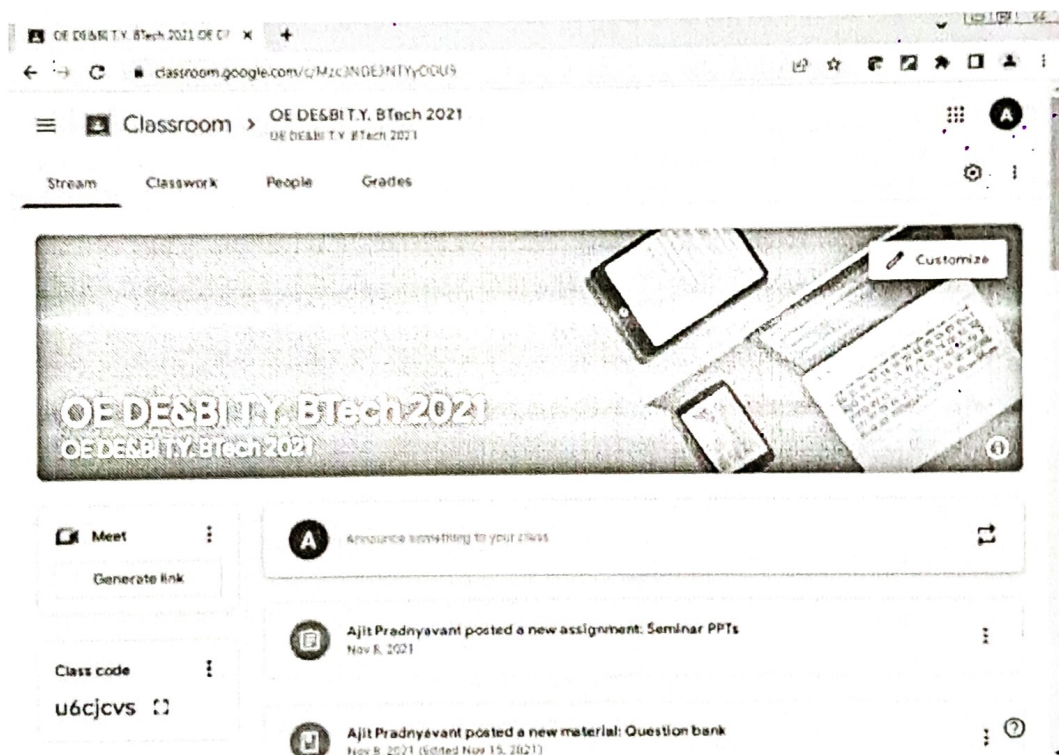 OE DE&BI T.Y. BTech 2021 OE
classroom.google.com/c/
Classroom > OE DE&BI T.Y. BTech 2021
OE DE&BI T.Y. BTech 2021
A
Stream Classwork People Grades
Customize
OE DE&BI T.Y. BTech 2021
OE DE&BI T.Y. BTech 2021
Meet
Generate link
A Announce something to your class
Ajit Pradnyavant posted a new assignment: Seminar PPTs
Nov 8, 2021
Class code
u6cjcvs
Ajit Pradnyavant posted a new material: Question bank
Nov 8, 2021 (Edited Nov 15, 2021)